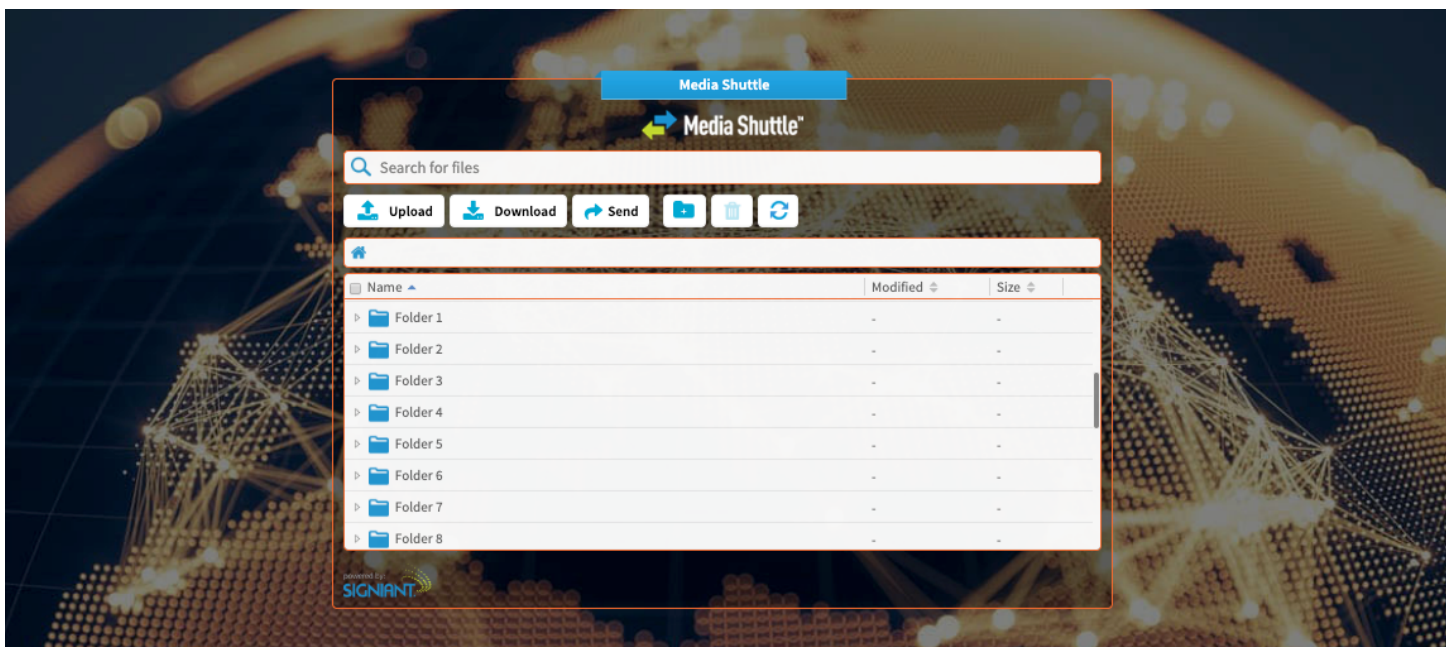 Media Shuttle
Media Shuttle™
Search for files
Upload Download Send
Name Modified Size
Folder 1 - -
Folder 2 - -
Folder 3 - -
Folder 4 - -
Folder 5 - -
Folder 6 - -
Folder 7 - -
Folder 8 - -
powered by:
SIGNIANT